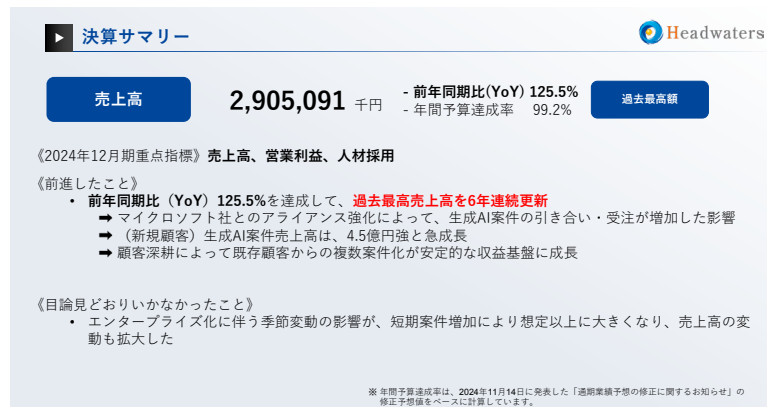 決算サマリー
Headwaters
売上高
2,905,091 千円
- 前年同期比(YoY) 125.5%
- 年間予算達成率 99.2%
過去最高額
《2024年12月期重点指標》売上高、営業利益、人材採用
《前進したこと》
• 前年同期比（YoY）125.5%を達成して、過去最高売上高を6年連続更新
➡ マイクロソフト社とのアライアンス強化によって、生成AI案件の引き合い・受注が増加した影響
➡ （新規顧客）生成AI案件売上高は、4.5億円強と急成長
➡ 顧客深耕によって既存顧客からの複数案件化が安定的な収益基盤に成長
《目論見どおりいかなかったこと》
• エンタープライズ化に伴う季節変動の影響が、短期案件増加により想定以上に大きくなり、売上高の変
動も拡大した
※ 年間予算達成率は、2024年11月14日に発表した「通期業績予想の修正に関するお知らせ」の
修正予想値をベースに計算しています。